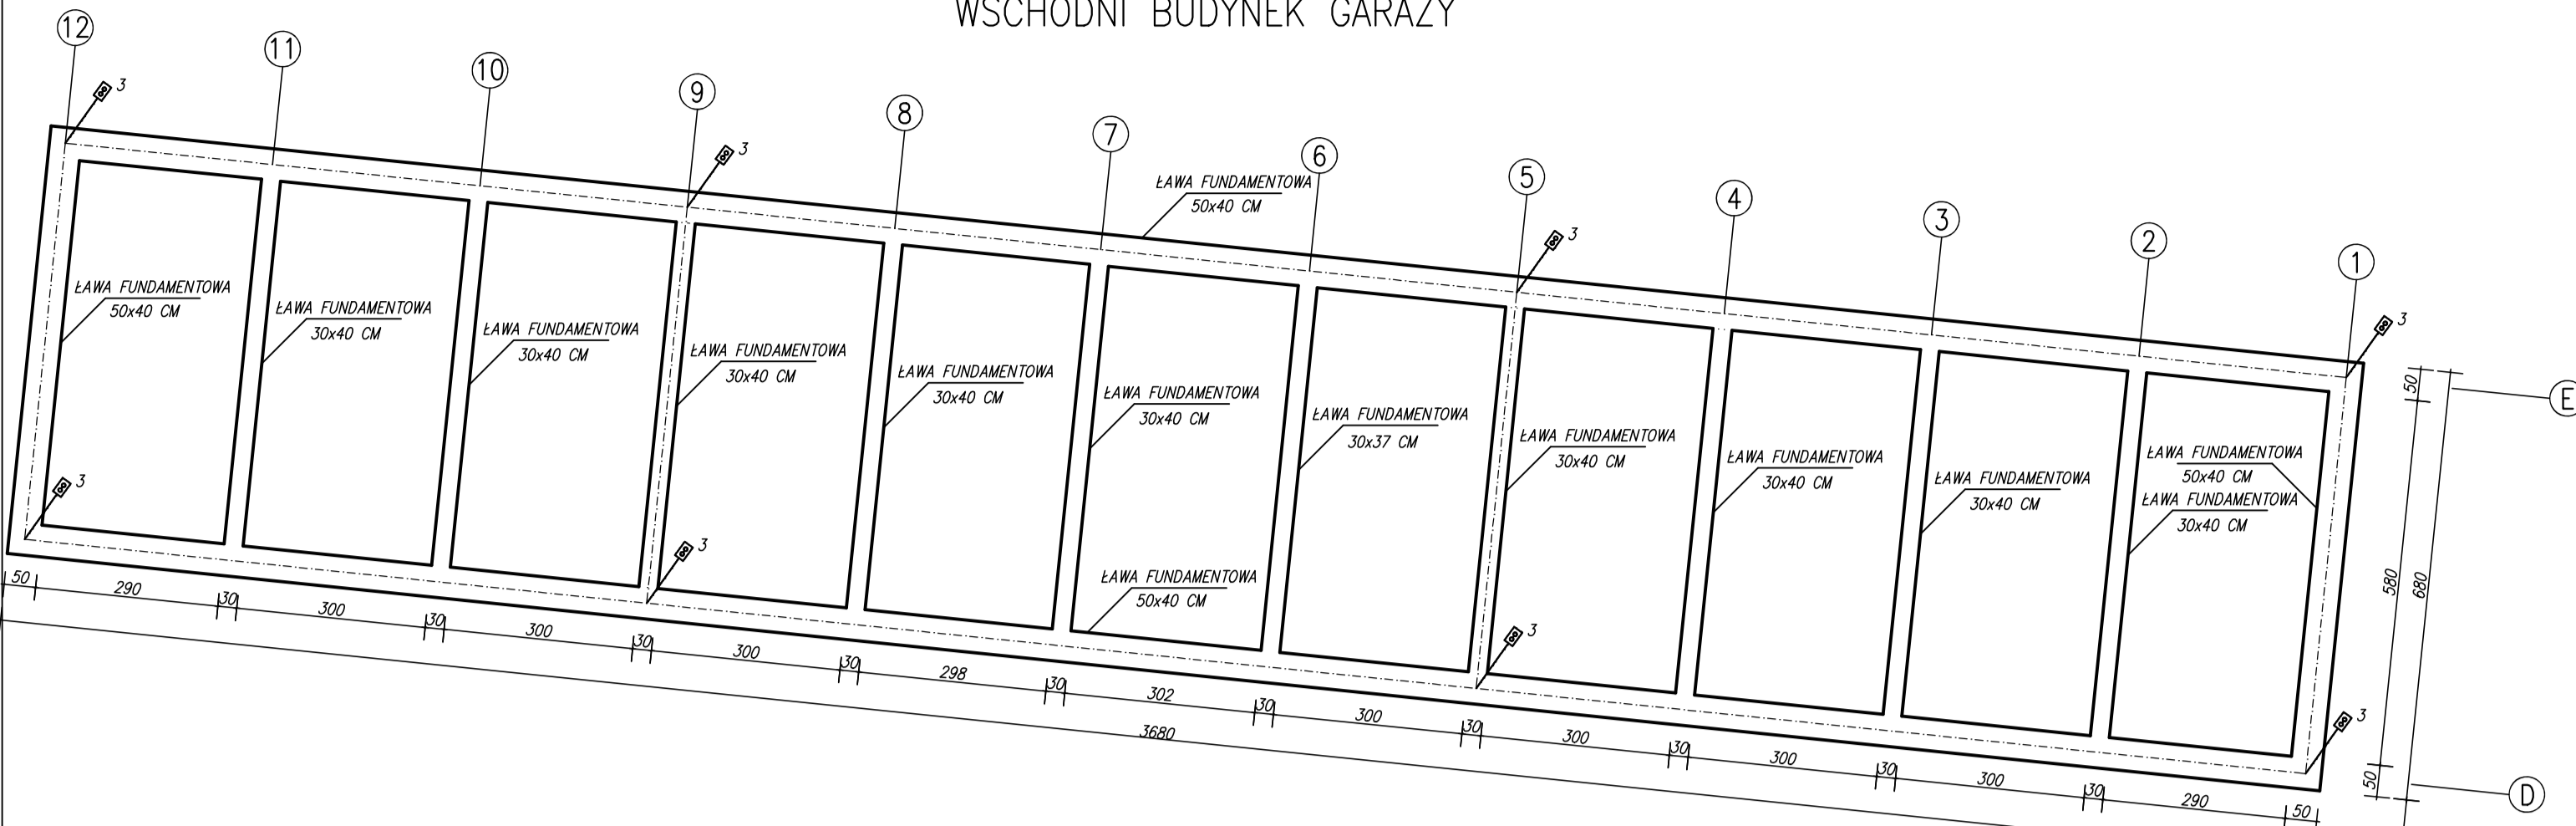 WSCHODNI BUDYNEK GARAŻY
12
11
10
9
8
7
6
5
4
3
2
1
3
3
3
3
ŁAWA FUNDAMENTOWA
50x40 CM
ŁAWA FUNDAMENTOWA
50x40 CM
ŁAWA FUNDAMENTOWA
30x40 CM
ŁAWA FUNDAMENTOWA
30x40 CM
ŁAWA FUNDAMENTOWA
30x40 CM
ŁAWA FUNDAMENTOWA
30x40 CM
ŁAWA FUNDAMENTOWA
30x40 CM
ŁAWA FUNDAMENTOWA
30x37 CM
ŁAWA FUNDAMENTOWA
30x40 CM
ŁAWA FUNDAMENTOWA
30x40 CM
ŁAWA FUNDAMENTOWA
30x40 CM
ŁAWA FUNDAMENTOWA
50x40 CM
ŁAWA FUNDAMENTOWA
30x40 CM
ŁAWA FUNDAMENTOWA
50x40 CM
3
3
3
3
50
290
30
300
30
300
30
300
30
298
30
302
30
300
30
300
30
300
30
300
30
290
50
3680
50
580
680
50
E
D